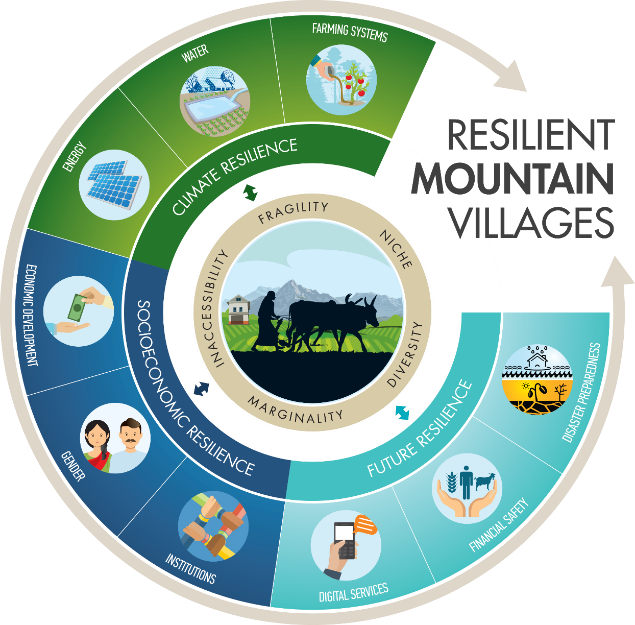 RESILIENT
MOUNTAIN
VILLAGES
FARMING SYSTEMS
WATER
ENERGY
CLIMATE RESILIENCE
ECONOMIC DEVELOPMENT
GENDER
INSTITUTIONS
SOCIOECONOMIC RESILIENCE
DIGITAL SERVICES
FINANCIAL SAFETY
DISASTER PREPAREDNESS
FUTURE RESILIENCE
FRAGILITY
NICHE
DIVERSITY
MARGINALITY
INACCESSIBILITY